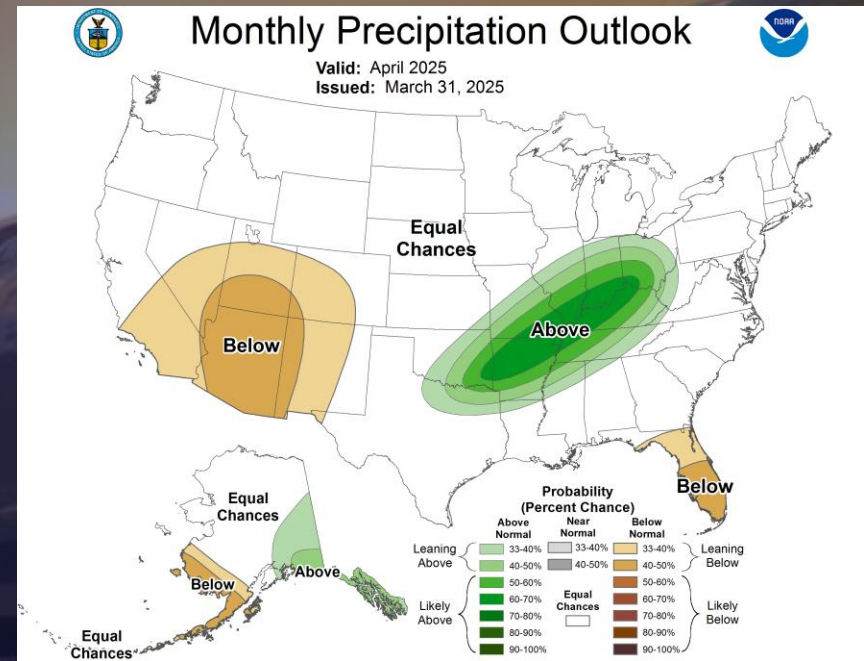 Monthly Precipitation Outlook
NOAA
Valid: April 2025
Issued: March 31, 2025
Equal
Chances
Below
Above
Below
Equal
Chances
Above
Below
Equal
Chances
Probability
(Percent Chance)
Above
Normal
Near
Normal
Below
Normal
Leaning
Above
33-40% 33-40% 33-40%
40-50% 40-50% 40-50%
Leaning
Below
Likely
Above
50-60% 50-60%
60-70% 60-70%
70-80% 70-80%
80-90% 80-90%
90-100% 90-100%
Equal
Chances
Likely
Below